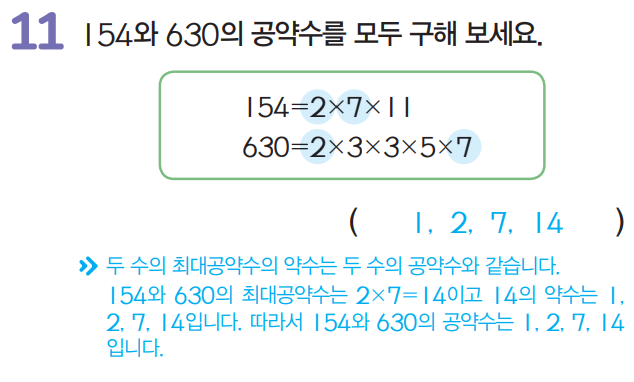 11 154와 630의 공약수를 모두 구해 보세요.
154=2×7×11
630=2×3×3×5×7
( 1, 2, 7, 14 )
» 두 수의 최대공약수의 약수는 두 수의 공약수와 같습니다.
154와 630의 최대공약수는 2×7=14이고 14의 약수는 1,
2, 7, 14입니다. 따라서 154와 630의 공약수는 1, 2, 7, 14
입니다.